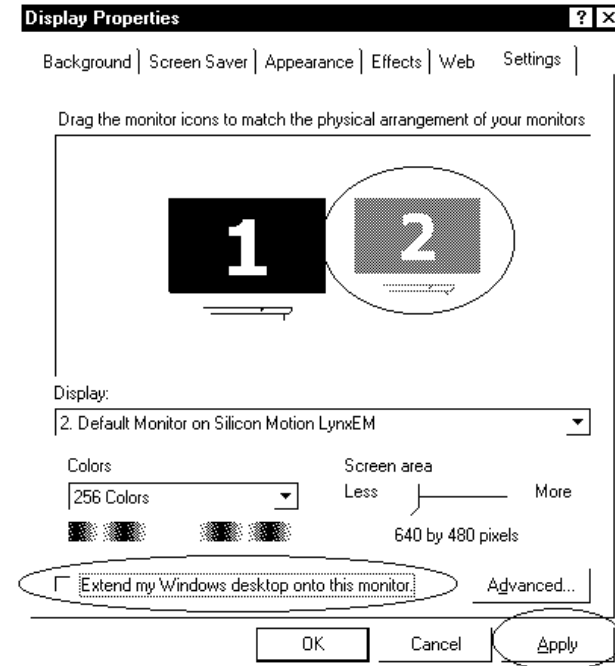 Display Properties ? X
Background Screen Saver Appearance Effects Web Settings
Drag the monitor icons to match the physical arrangement of your monitors
1 2
Display:
2. Default Monitor on Silicon Motion LynxEM
Colors Screen area
256 Colors Less More
640 by 480 pixels
Extend my Windows desktop onto this monitor. Advanced...
OK Cancel Apply